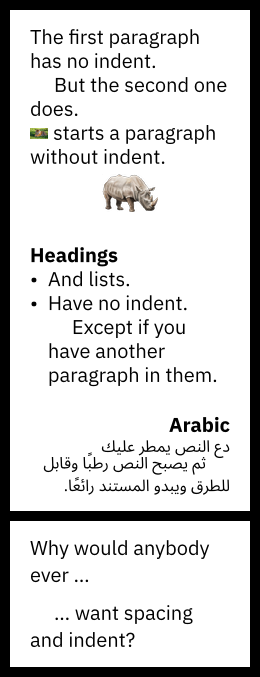 The first paragraph
has no indent.
But the second one
does.
starts a paragraph
without indent.
Headings
• And lists.
• Have no indent.
Except if you
have another
paragraph in them.
Arabic
دع النص يمطر عليك
ثم يصبح النص رطبًا وقابل
للطرق ويبدو المستند رائعًا.
Why would anybody
ever ...
... want spacing
and indent?